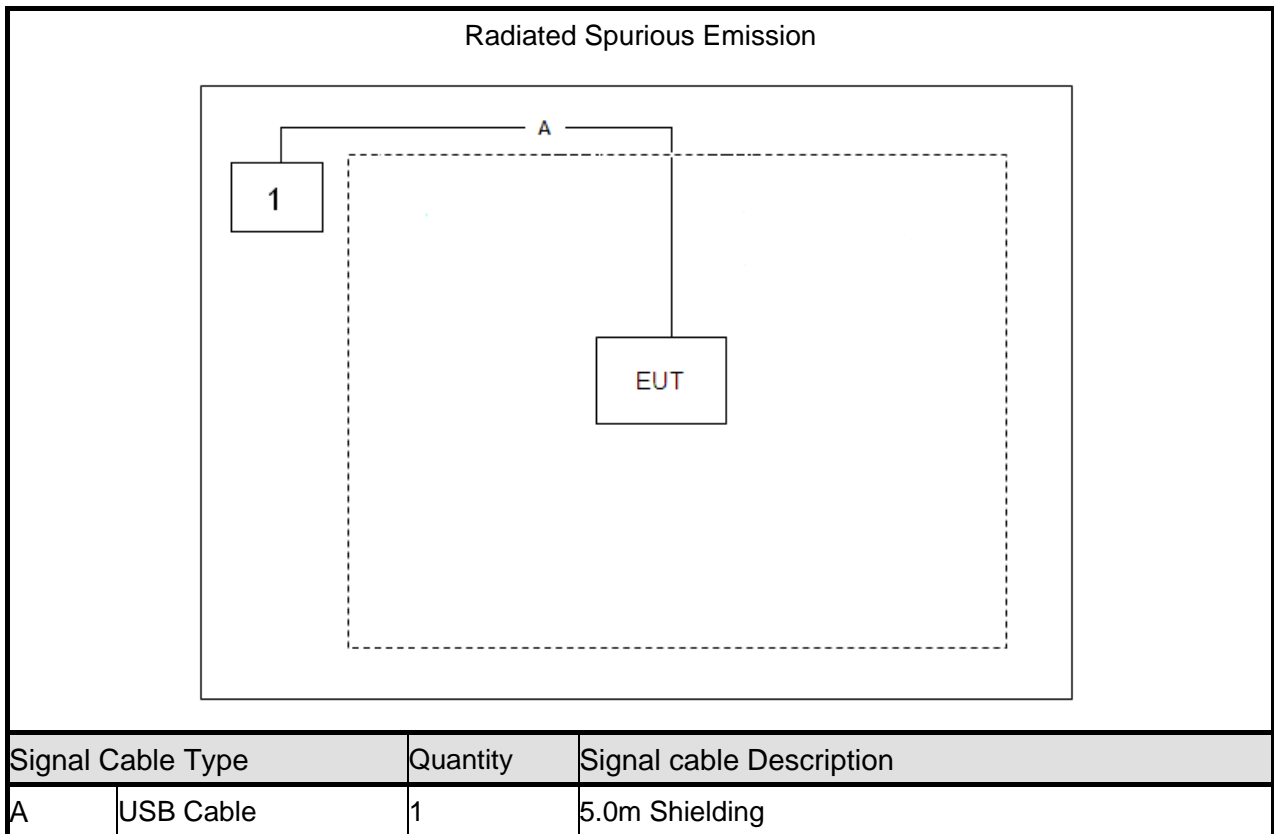 Radiated Spurious Emission
A
1
EUT
Signal Cable Type Quantity Signal cable Description
A USB Cable 1 5.0m Shielding